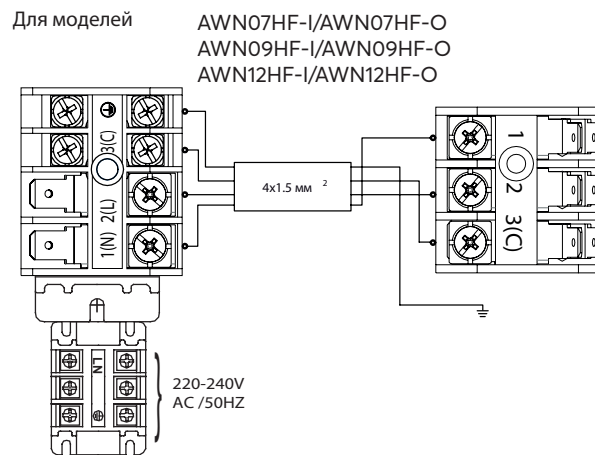 Для моделей
AWN07HF-I/AWN07HF-O
AWN09HF-I/AWN09HF-O
AWN12HF-I/AWN12HF-O
3(C)
2(L)
1(N)
4x1.5 мм 2
1
2
3(C)
LN
220-240V
AC /50HZ